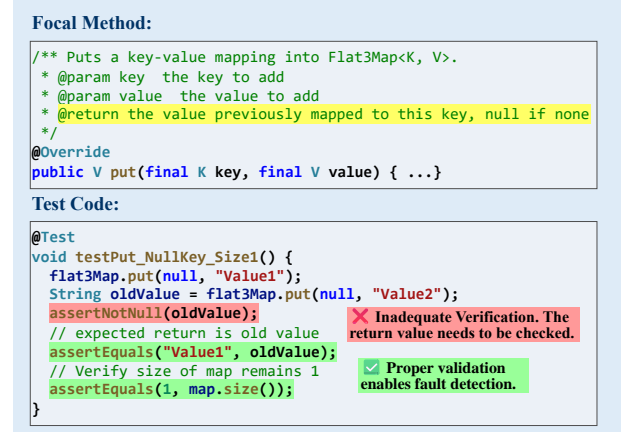 Focal Method:
/** Puts a key-value mapping into Flat3Map<K, V>.
* @param key  the key to add
* @param value  the value to add
* @return the value previously mapped to this key, null if none
*/
@Override
public V put(final K key, final V value) { ...}
Test Code:
@Test
void testPut_NullKey_Size1() {
flat3Map.put(null, "Value1");
String oldValue = flat3Map.put(null, "Value2");
assertNotNull(oldValue);
❌ Inadequate Verification. The
return value needs to be checked.
// expected return is old value
assertEquals("Value1", oldValue);
// Verify size of map remains 1
assertEquals(1, map.size());
✅ Proper validation
enables fault detection.
}